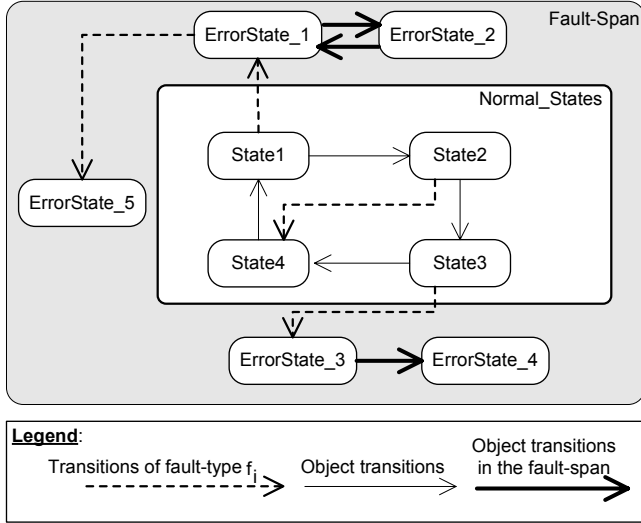 Fault-Span
ErrorState_1
ErrorState_2
Normal_States
State1
State2
ErrorState_5
State4
State3
ErrorState_3
ErrorState_4
Legend:
Transitions of fault-type f_i
Object transitions
Object transitions
in the fault-span